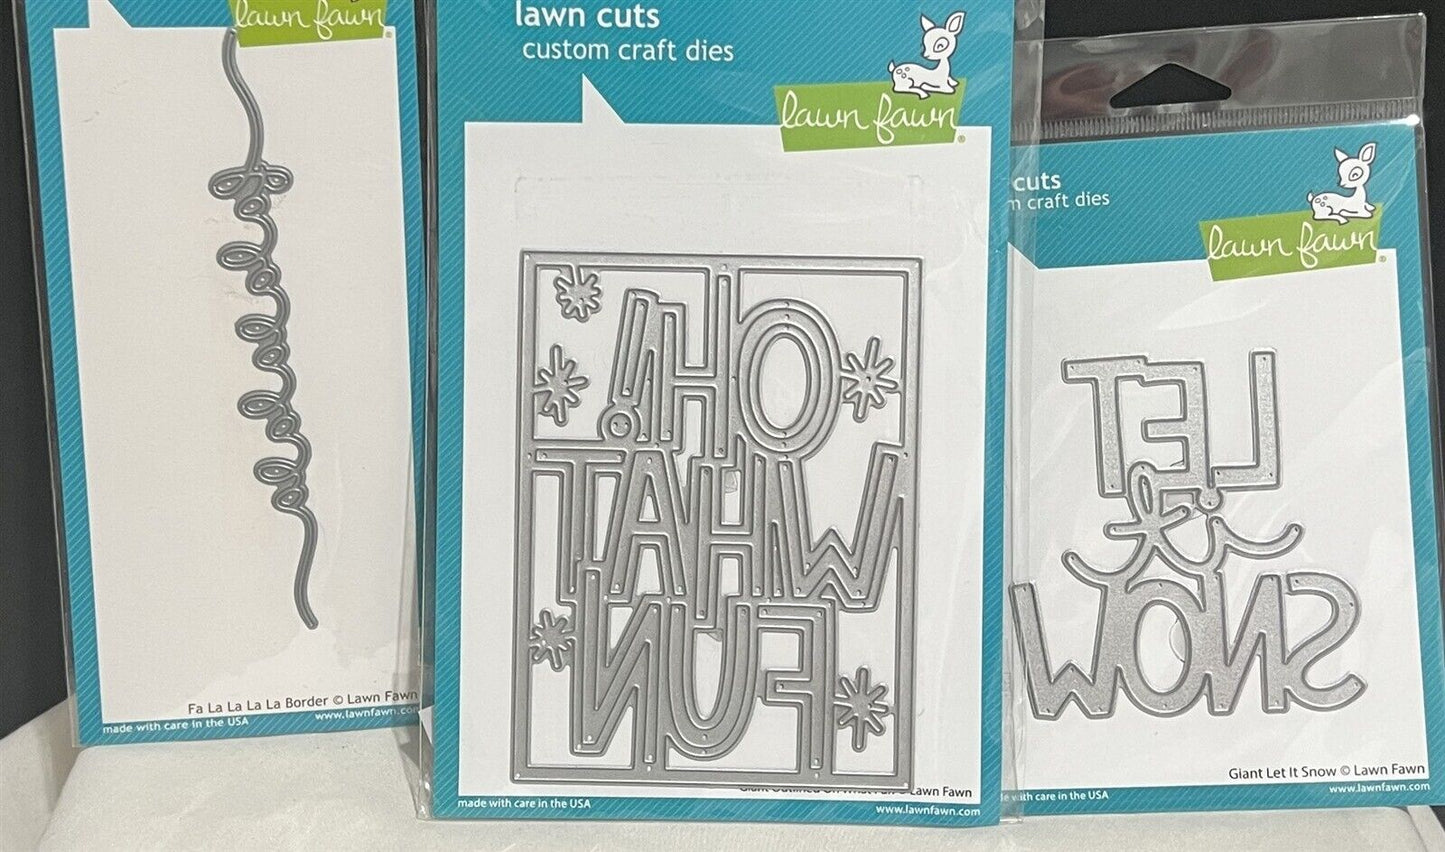 lawn fawn
Fa La La La La Border © Lawn Fawn
made with care in the USA
www.lawnfawn.com
lawn cuts
custom craft dies
lawn fawn
OH,
WHAT
FUN
Lawn Fawn
made with care in the USA
www.lawnfawn.com
cuts
craft dies
lawn fawn
LET
it
SNOW
Giant Let It Snow © Lawn Fawn
with care in the USA
www.lawnfawn.com